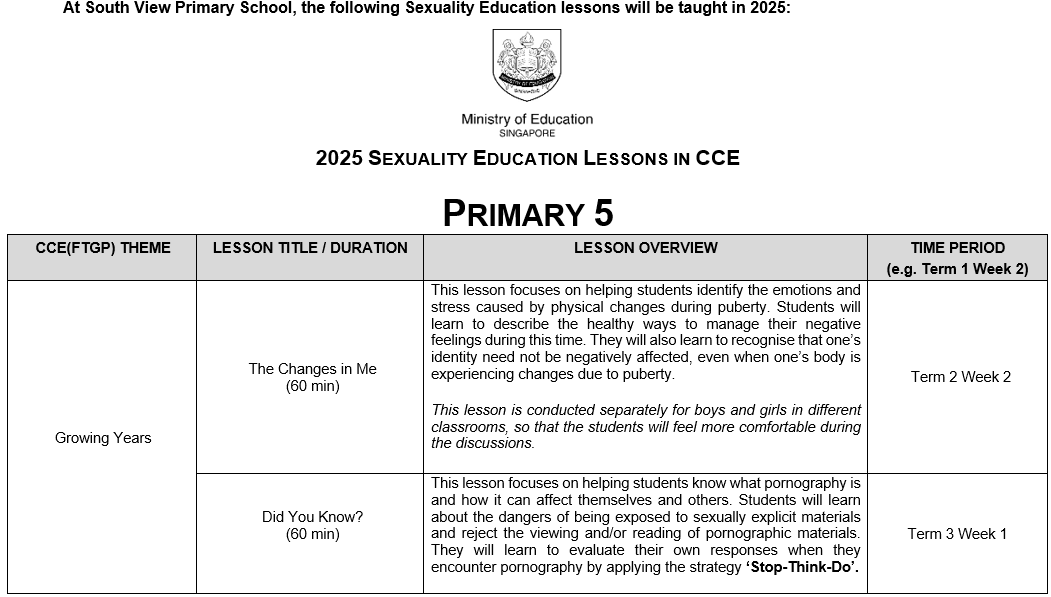 At South View Primary School, the following Sexuality Education lessons will be taught in 2025:
Ministry of Education
SINGAPORE
2025 SEXUALITY EDUCATION LESSONS IN CCE
PRIMARY 5
CCE(FTGP) THEME
LESSON TITLE / DURATION
LESSON OVERVIEW
TIME PERIOD
(e.g. Term 1 Week 2)
Growing Years
The Changes in Me
(60 min)
This lesson focuses on helping students identify the emotions and
stress caused by physical changes during puberty. Students will
learn to describe the healthy ways to manage their negative
feelings during this time. They will also learn to recognise that one’s
identity need not be negatively affected, even when one’s body is
experiencing changes due to puberty.
This lesson is conducted separately for boys and girls in different
classrooms, so that the students will feel more comfortable during
the discussions.
Term 2 Week 2
Did You Know?
(60 min)
This lesson focuses on helping students know what pornography is
and how it can affect themselves and others. Students will learn
about the dangers of being exposed to sexually explicit materials
and reject the viewing and/or reading of pornographic materials.
They will learn to evaluate their own responses when they
encounter pornography by applying the strategy ‘Stop-Think-Do’.
Term 3 Week 1